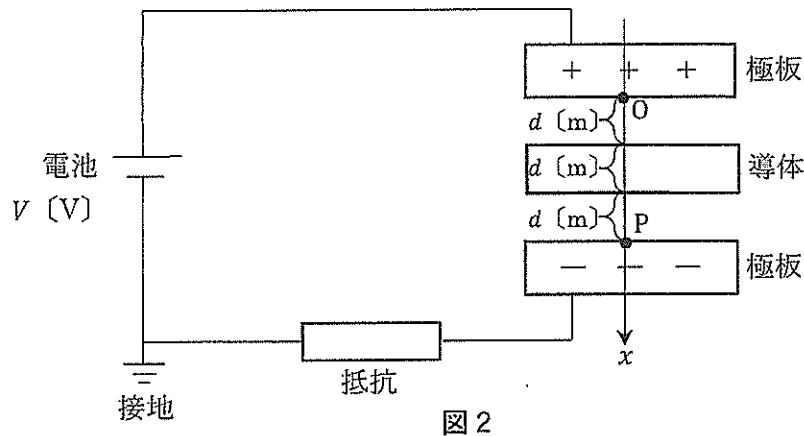 + + +
極板
O
d〔m〕
電池
V〔V〕
d〔m〕
導体
d〔m〕
P
− − −
極板
x
抵抗
接地
図2